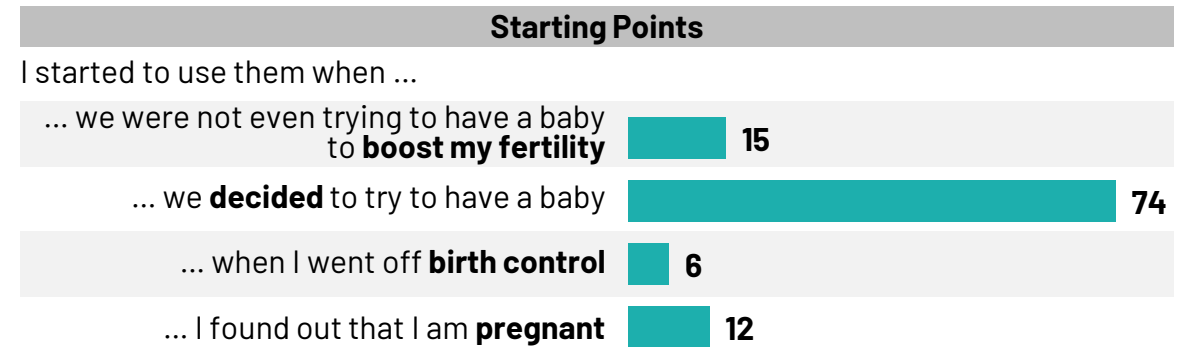 Starting Points
I started to use them when ...
... we were not even trying to have a baby
to boost my fertility
15
... we decided to try to have a baby
74
... when I went off birth control
6
... I found out that I am pregnant
12